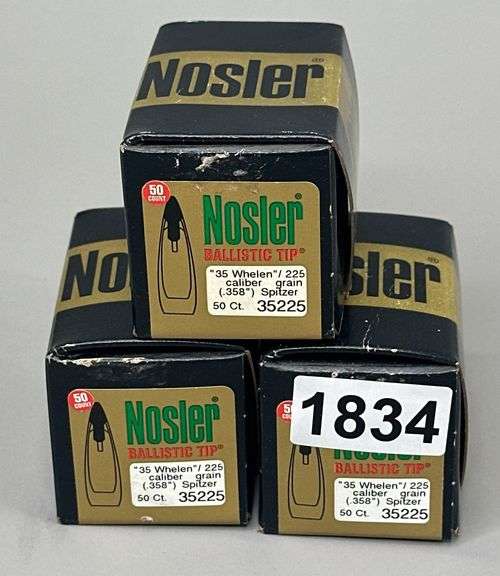 Nosler®
50
COUNT
Nosler®
BALLISTIC TIP®
"35 Whelen"/ 225
caliber grain
(.358") Spitzer
50 Ct. 35225
No
50
COUNT
Nosler®
BALLISTIC TIP®
"35 Whelen"/ 225
caliber grain
(.358") Spitzer
50 Ct. 35225
sler®
1834
BALLISTIC TIP®
"35 Whelen"/ 225
caliber grain
(.358") Spitzer
50 Ct. 35225